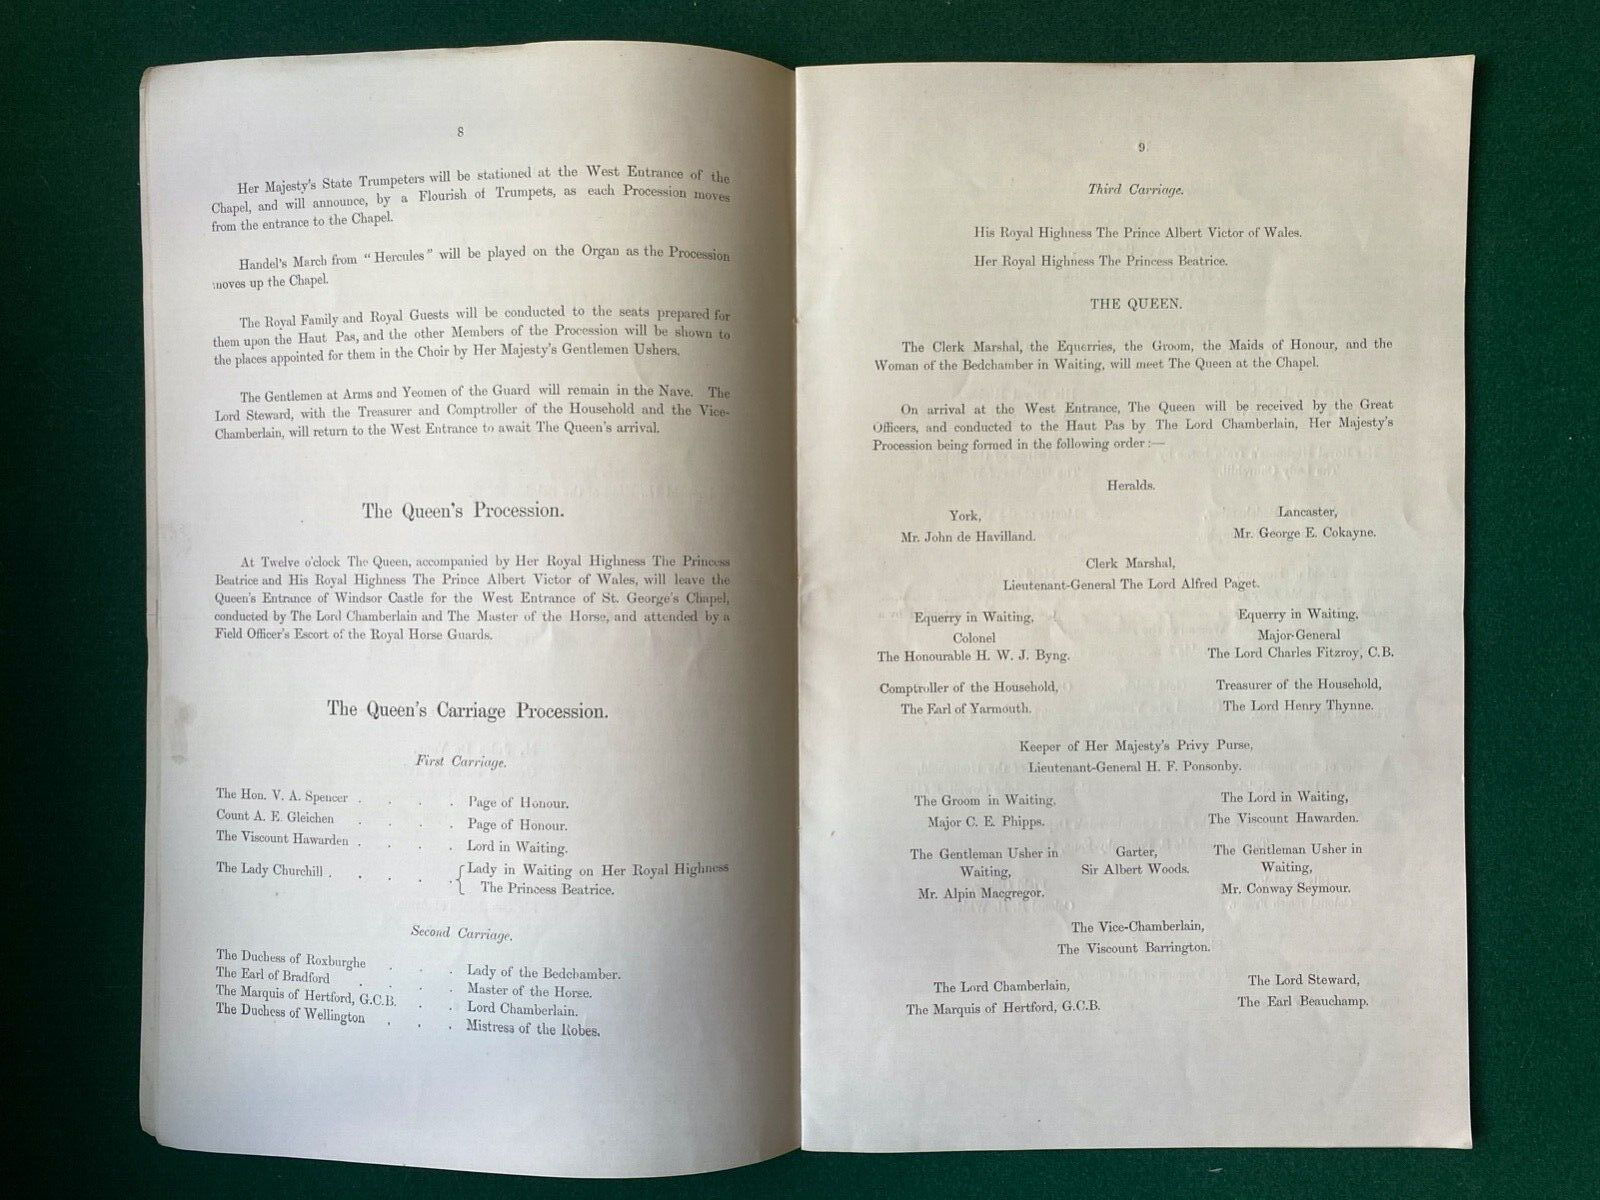 8
Her Majesty's State Trumpeters will be stationed at the West Entrance of the
Chapel, and will announce, by a Flourish of Trumpets, as each Procession moves
from the entrance to the Chapel.
Handel's March from "Hercules" will be played on the Organ as the Procession
moves up the Chapel.
The Royal Family and Royal Guests will be conducted to the seats prepared for
them upon the Haut Pas, and the other Members of the Procession will be shown to
the places appointed for them in the Choir by Her Majesty's Gentlemen Ushers.
The Gentlemen at Arms and Yeomen of the Guard will remain in the Nave. The
Lord Steward, with the Treasurer and Comptroller of the Household and the Vice-
Chamberlain, will return to the West Entrance to await The Queen's arrival.
The Queen's Procession.
At Twelve o'clock The Queen, accompanied by Her Royal Highness The Princess
Beatrice and His Royal Highness The Prince Albert Victor of Wales, will leave the
Queen's Entrance of Windsor Castle for the West Entrance of St. George's Chapel,
conducted by The Lord Chamberlain and The Master of the Horse, and attended by a
Field Officer's Escort of the Royal Horse Guards.
The Queen's Carriage Procession.
First Carriage.
The Hon. V. A. Spencer . . . . Page of Honour.
Count A. E. Gleichen . . . Page of Honour.
The Viscount Hawarden . . . . Lord in Waiting.
The Lady Churchill . . . . . { Lady in Waiting on Her Royal Highness
The Princess Beatrice.
Second Carriage.
The Duchess of Roxburghe . . . Lady of the Bedchamber.
The Earl of Bradford . . . . Master of the Horse.
The Marquis of Hertford, G.C.B. . . Lord Chamberlain.
The Duchess of Wellington . . . Mistress of the Robes.
9
Third Carriage.
His Royal Highness The Prince Albert Victor of Wales.
Her Royal Highness The Princess Beatrice.
THE QUEEN.
The Clerk Marshal, the Equerries, the Groom, the Maids of Honour, and the
Woman of the Bedchamber in Waiting, will meet The Queen at the Chapel.
On arrival at the West Entrance, The Queen will be received by the Great
Officers, and conducted to the Haut Pas by The Lord Chamberlain, Her Majesty's
Procession being formed in the following order :—
Heralds.
York, Lancaster,
Mr. John de Havilland. Mr. George E. Cokayne.
Clerk Marshal,
Lieutenant-General The Lord Alfred Paget.
Equerry in Waiting, Equerry in Waiting,
Colonel Major-General
The Honourable H. W. J. Byng. The Lord Charles Fitzroy, C.B.
Comptroller of the Household, Treasurer of the Household,
The Earl of Yarmouth. The Lord Henry Thynne.
Keeper of Her Majesty's Privy Purse,
Lieutenant-General H. F. Ponsonby.
The Groom in Waiting, The Lord in Waiting,
Major C. E. Phipps. The Viscount Hawarden.
The Gentleman Usher in Garter, The Gentleman Usher in
Waiting, Sir Albert Woods. Waiting,
Mr. Alpin Macgregor. Mr. Conway Seymour.
The Vice-Chamberlain,
The Viscount Barrington.
The Lord Chamberlain, The Lord Steward,
The Marquis of Hertford, G.C.B. The Earl Beauchamp.